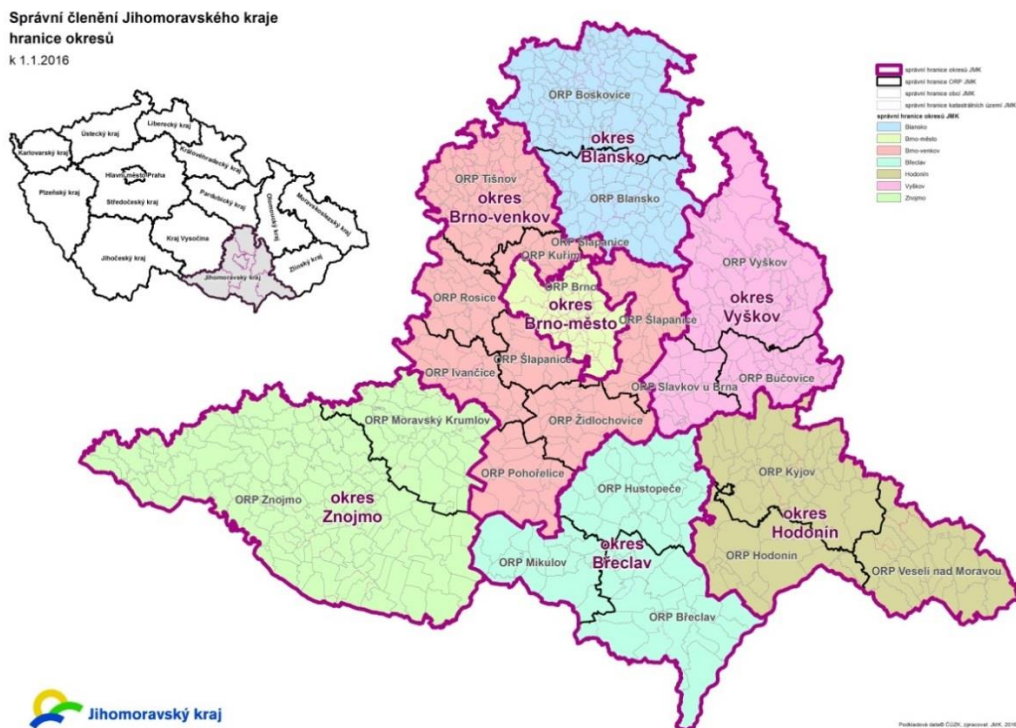 Správní členění Jihomoravského kraje
hranice okresů
k 1.1.2016
Ústecký kraj
Liberecký kraj
Karlovarský kraj
Královéhradecký kraj
Hlavní město Praha
Plzeňský kraj
Středočeský kraj
Pardubický kraj
Olomoucký kraj
Moravskoslezský kraj
Kraj Vysočina
Jihočeský kraj
Zlínský kraj
Jihomoravský kraj
správní hranice okresů JMK
správní hranice ORP JMK
správní hranice obcí JMK
správní hranice katastrálních území JMK
správní hranice okresů JMK
Blansko
Brno-město
Brno-venkov
Břeclav
Hodonín
Vyškov
Znojmo
ORP Boskovice
okres
Blansko
ORP Blansko
ORP Tišnov
okres
Brno-venkov
ORP Šlapanice
ORP Kuřim
ORP Vyškov
okres
Vyškov
ORP Brno
okres
Brno-město
ORP Rosice
ORP Šlapanice
ORP Šlapanice
ORP Ivančice
ORP Slavkov u Brna
ORP Bučovice
ORP Moravský Krumlov
ORP Židlochovice
ORP Pohořelice
ORP Kyjov
ORP Hustopeče
ORP Znojmo
okres
Znojmo
okres
Hodonín
okres
Břeclav
ORP Mikulov
ORP Hodonín
ORP Veselí nad Moravou
ORP Břeclav
Jihomoravský kraj
Podkladová data© ČÚZK, zpracoval: JMK, 2016